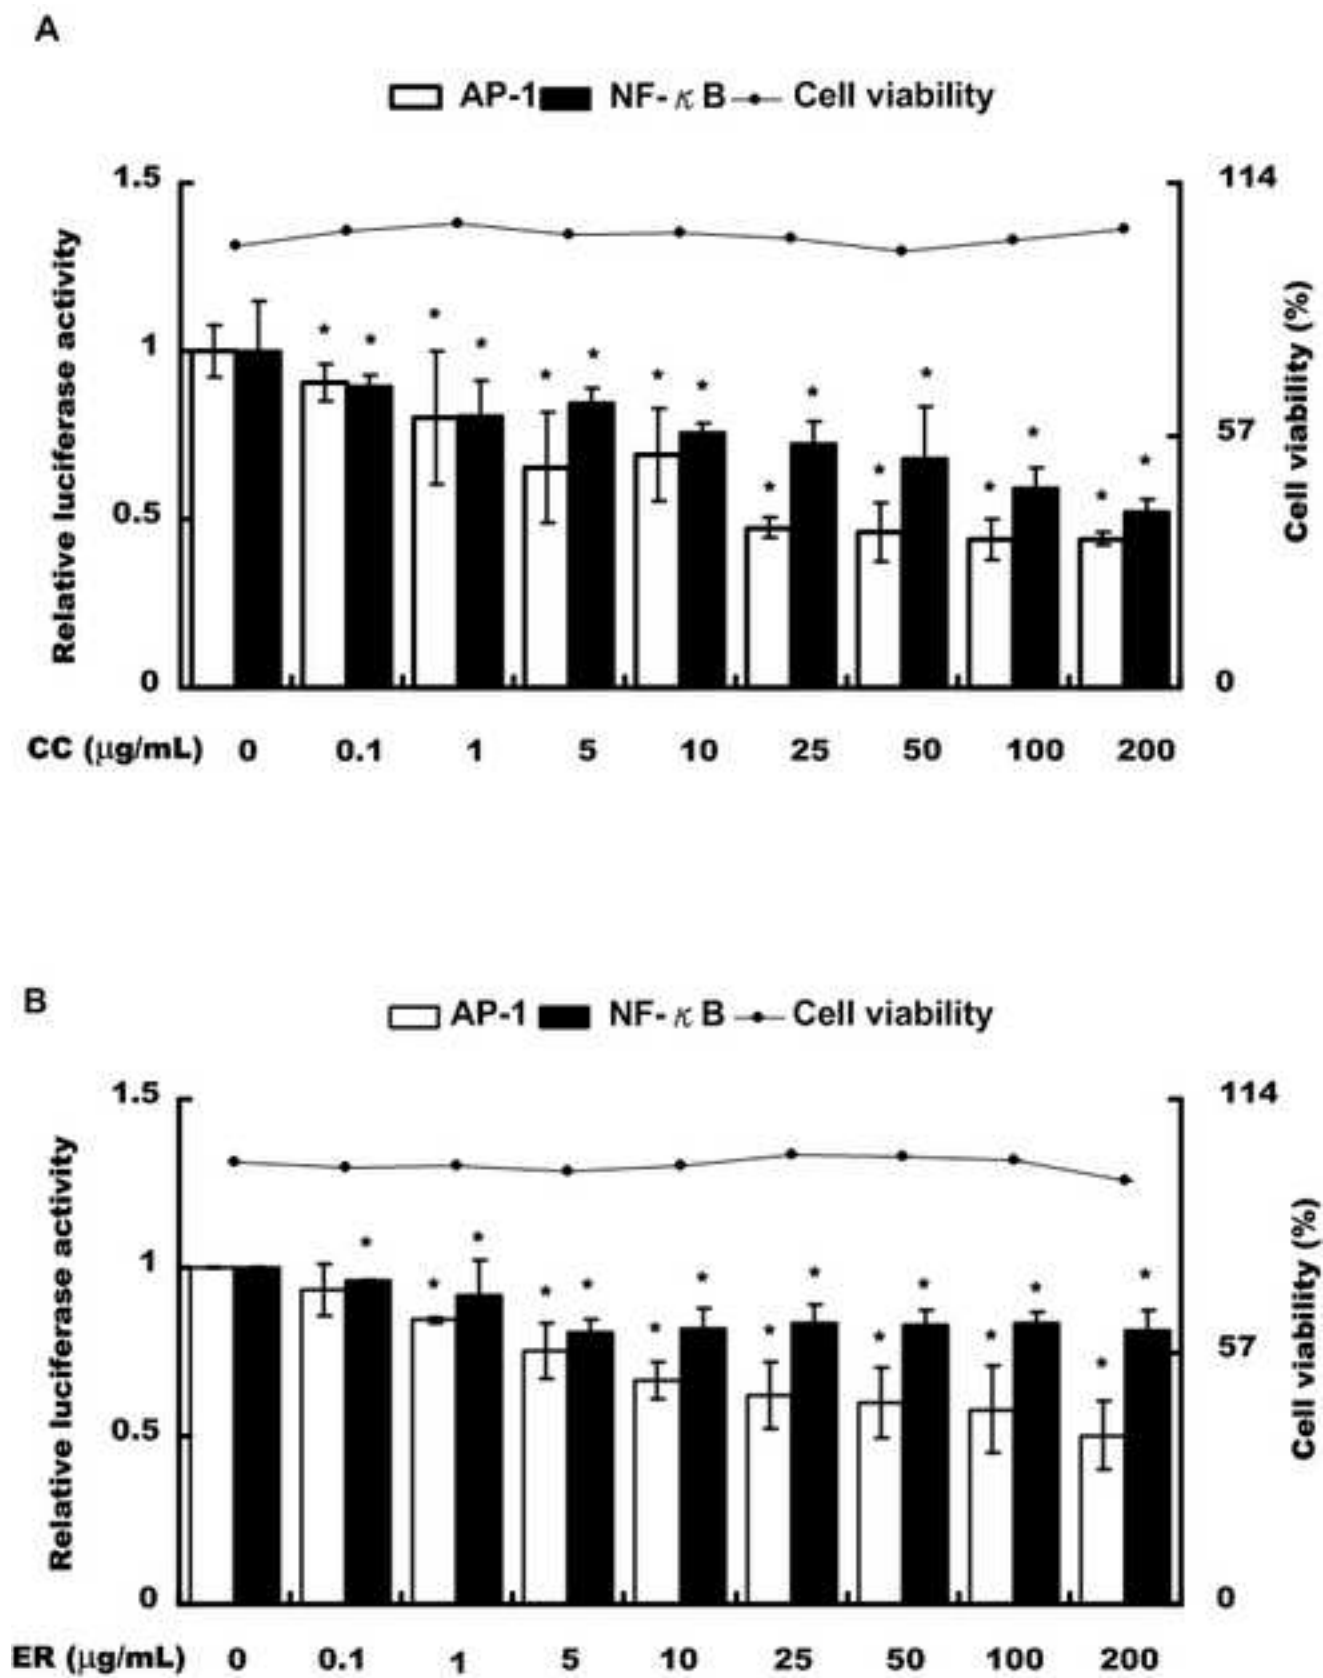 A
AP-1 NF-κB Cell viability
1.5
1
0.5
0
Relative luciferase activity
114
57
0
Cell viability (%)
* * * * * * * * * * * * * * * *
CC (μg/mL) 0 0.1 1 5 10 25 50 100 200
B
AP-1 NF-κB Cell viability
1.5
1
0.5
0
Relative luciferase activity
114
57
0
Cell viability (%)
* * * * * * * * * * * * * * *
ER (μg/mL) 0 0.1 1 5 10 25 50 100 200